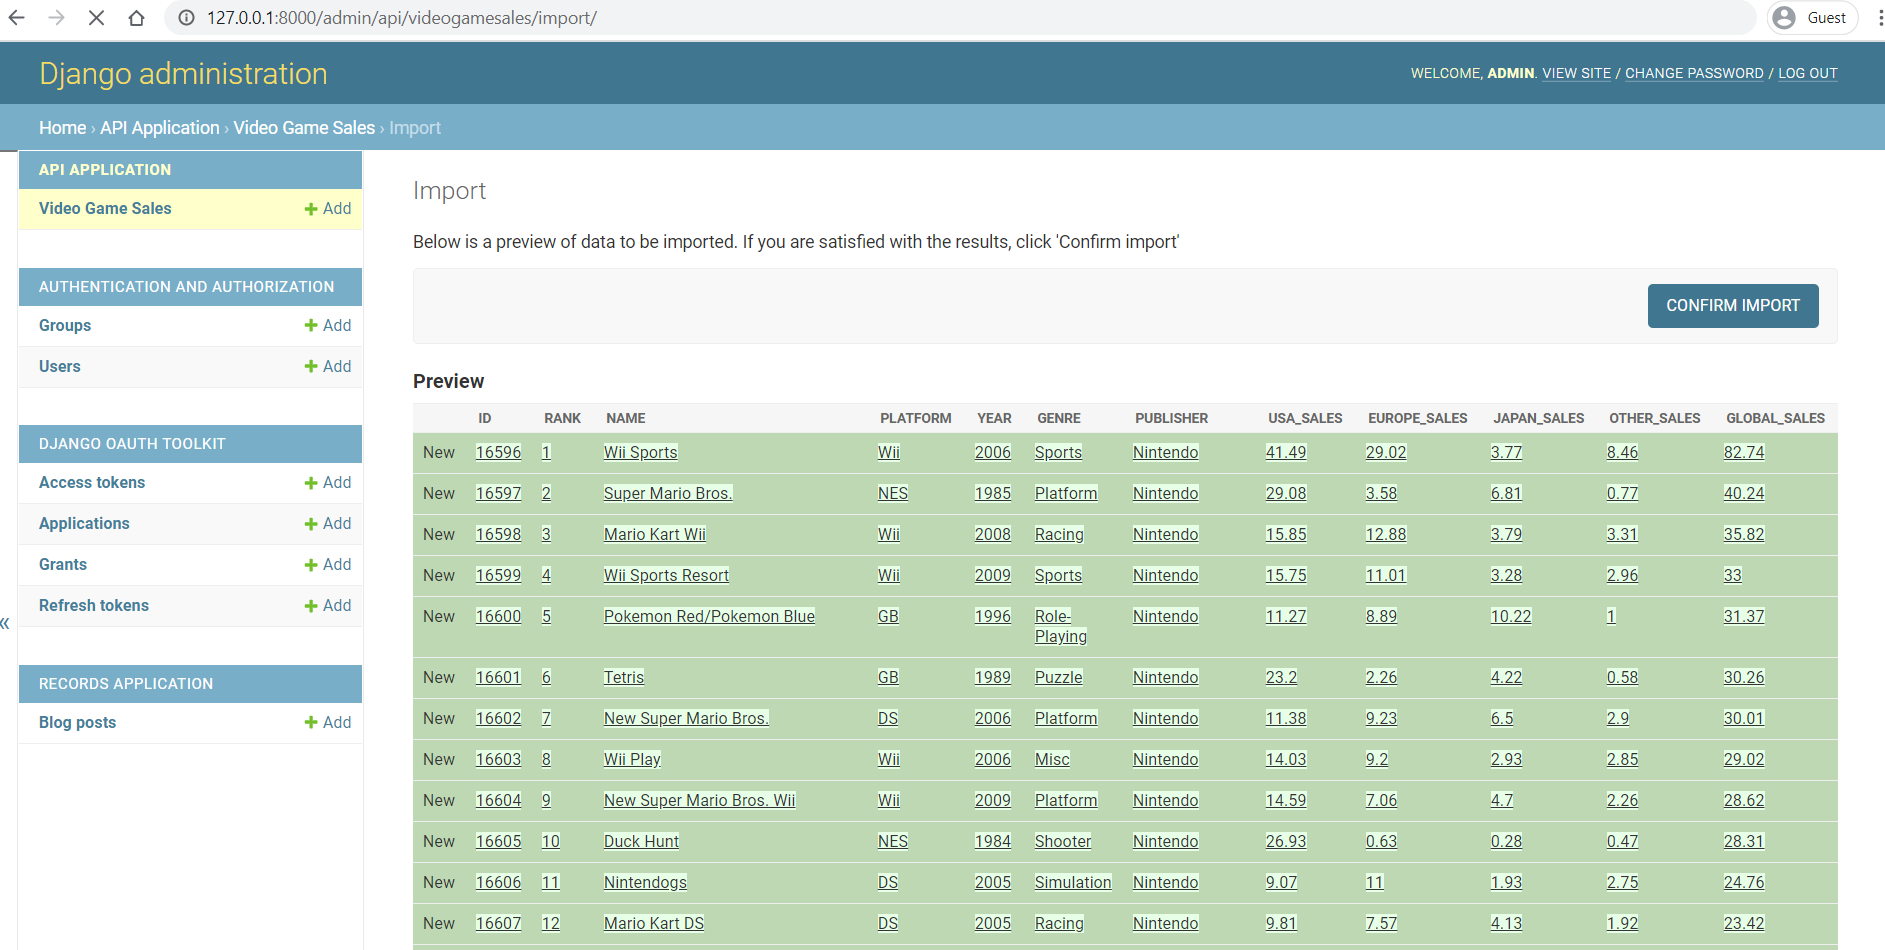 127.0.0.1:8000/admin/api/videogamesales/import/
Guest
Django administration
WELCOME, ADMIN. VIEW SITE / CHANGE PASSWORD / LOG OUT
Home › API Application › Video Game Sales › Import
API APPLICATION
Video Game Sales + Add
AUTHENTICATION AND AUTHORIZATION
Groups + Add
Users + Add
DJANGO OAUTH TOOLKIT
Access tokens + Add
Applications + Add
Grants + Add
Refresh tokens + Add
RECORDS APPLICATION
Blog posts + Add
«
Import
Below is a preview of data to be imported. If you are satisfied with the results, click 'Confirm import'
CONFIRM IMPORT
Preview
ID RANK NAME PLATFORM YEAR GENRE PUBLISHER USA_SALES EUROPE_SALES JAPAN_SALES OTHER_SALES GLOBAL_SALES
New 16596 1 Wii Sports Wii 2006 Sports Nintendo 41.49 29.02 3.77 8.46 82.74
New 16597 2 Super Mario Bros. NES 1985 Platform Nintendo 29.08 3.58 6.81 0.77 40.24
New 16598 3 Mario Kart Wii Wii 2008 Racing Nintendo 15.85 12.88 3.79 3.31 35.82
New 16599 4 Wii Sports Resort Wii 2009 Sports Nintendo 15.75 11.01 3.28 2.96 33
New 16600 5 Pokemon Red/Pokemon Blue GB 1996 Role- Nintendo 11.27 8.89 10.22 1 31.37
Playing
New 16601 6 Tetris GB 1989 Puzzle Nintendo 23.2 2.26 4.22 0.58 30.26
New 16602 7 New Super Mario Bros. DS 2006 Platform Nintendo 11.38 9.23 6.5 2.9 30.01
New 16603 8 Wii Play Wii 2006 Misc Nintendo 14.03 9.2 2.93 2.85 29.02
New 16604 9 New Super Mario Bros. Wii Wii 2009 Platform Nintendo 14.59 7.06 4.7 2.26 28.62
New 16605 10 Duck Hunt NES 1984 Shooter Nintendo 26.93 0.63 0.28 0.47 28.31
New 16606 11 Nintendogs DS 2005 Simulation Nintendo 9.07 11 1.93 2.75 24.76
New 16607 12 Mario Kart DS DS 2005 Racing Nintendo 9.81 7.57 4.13 1.92 23.42